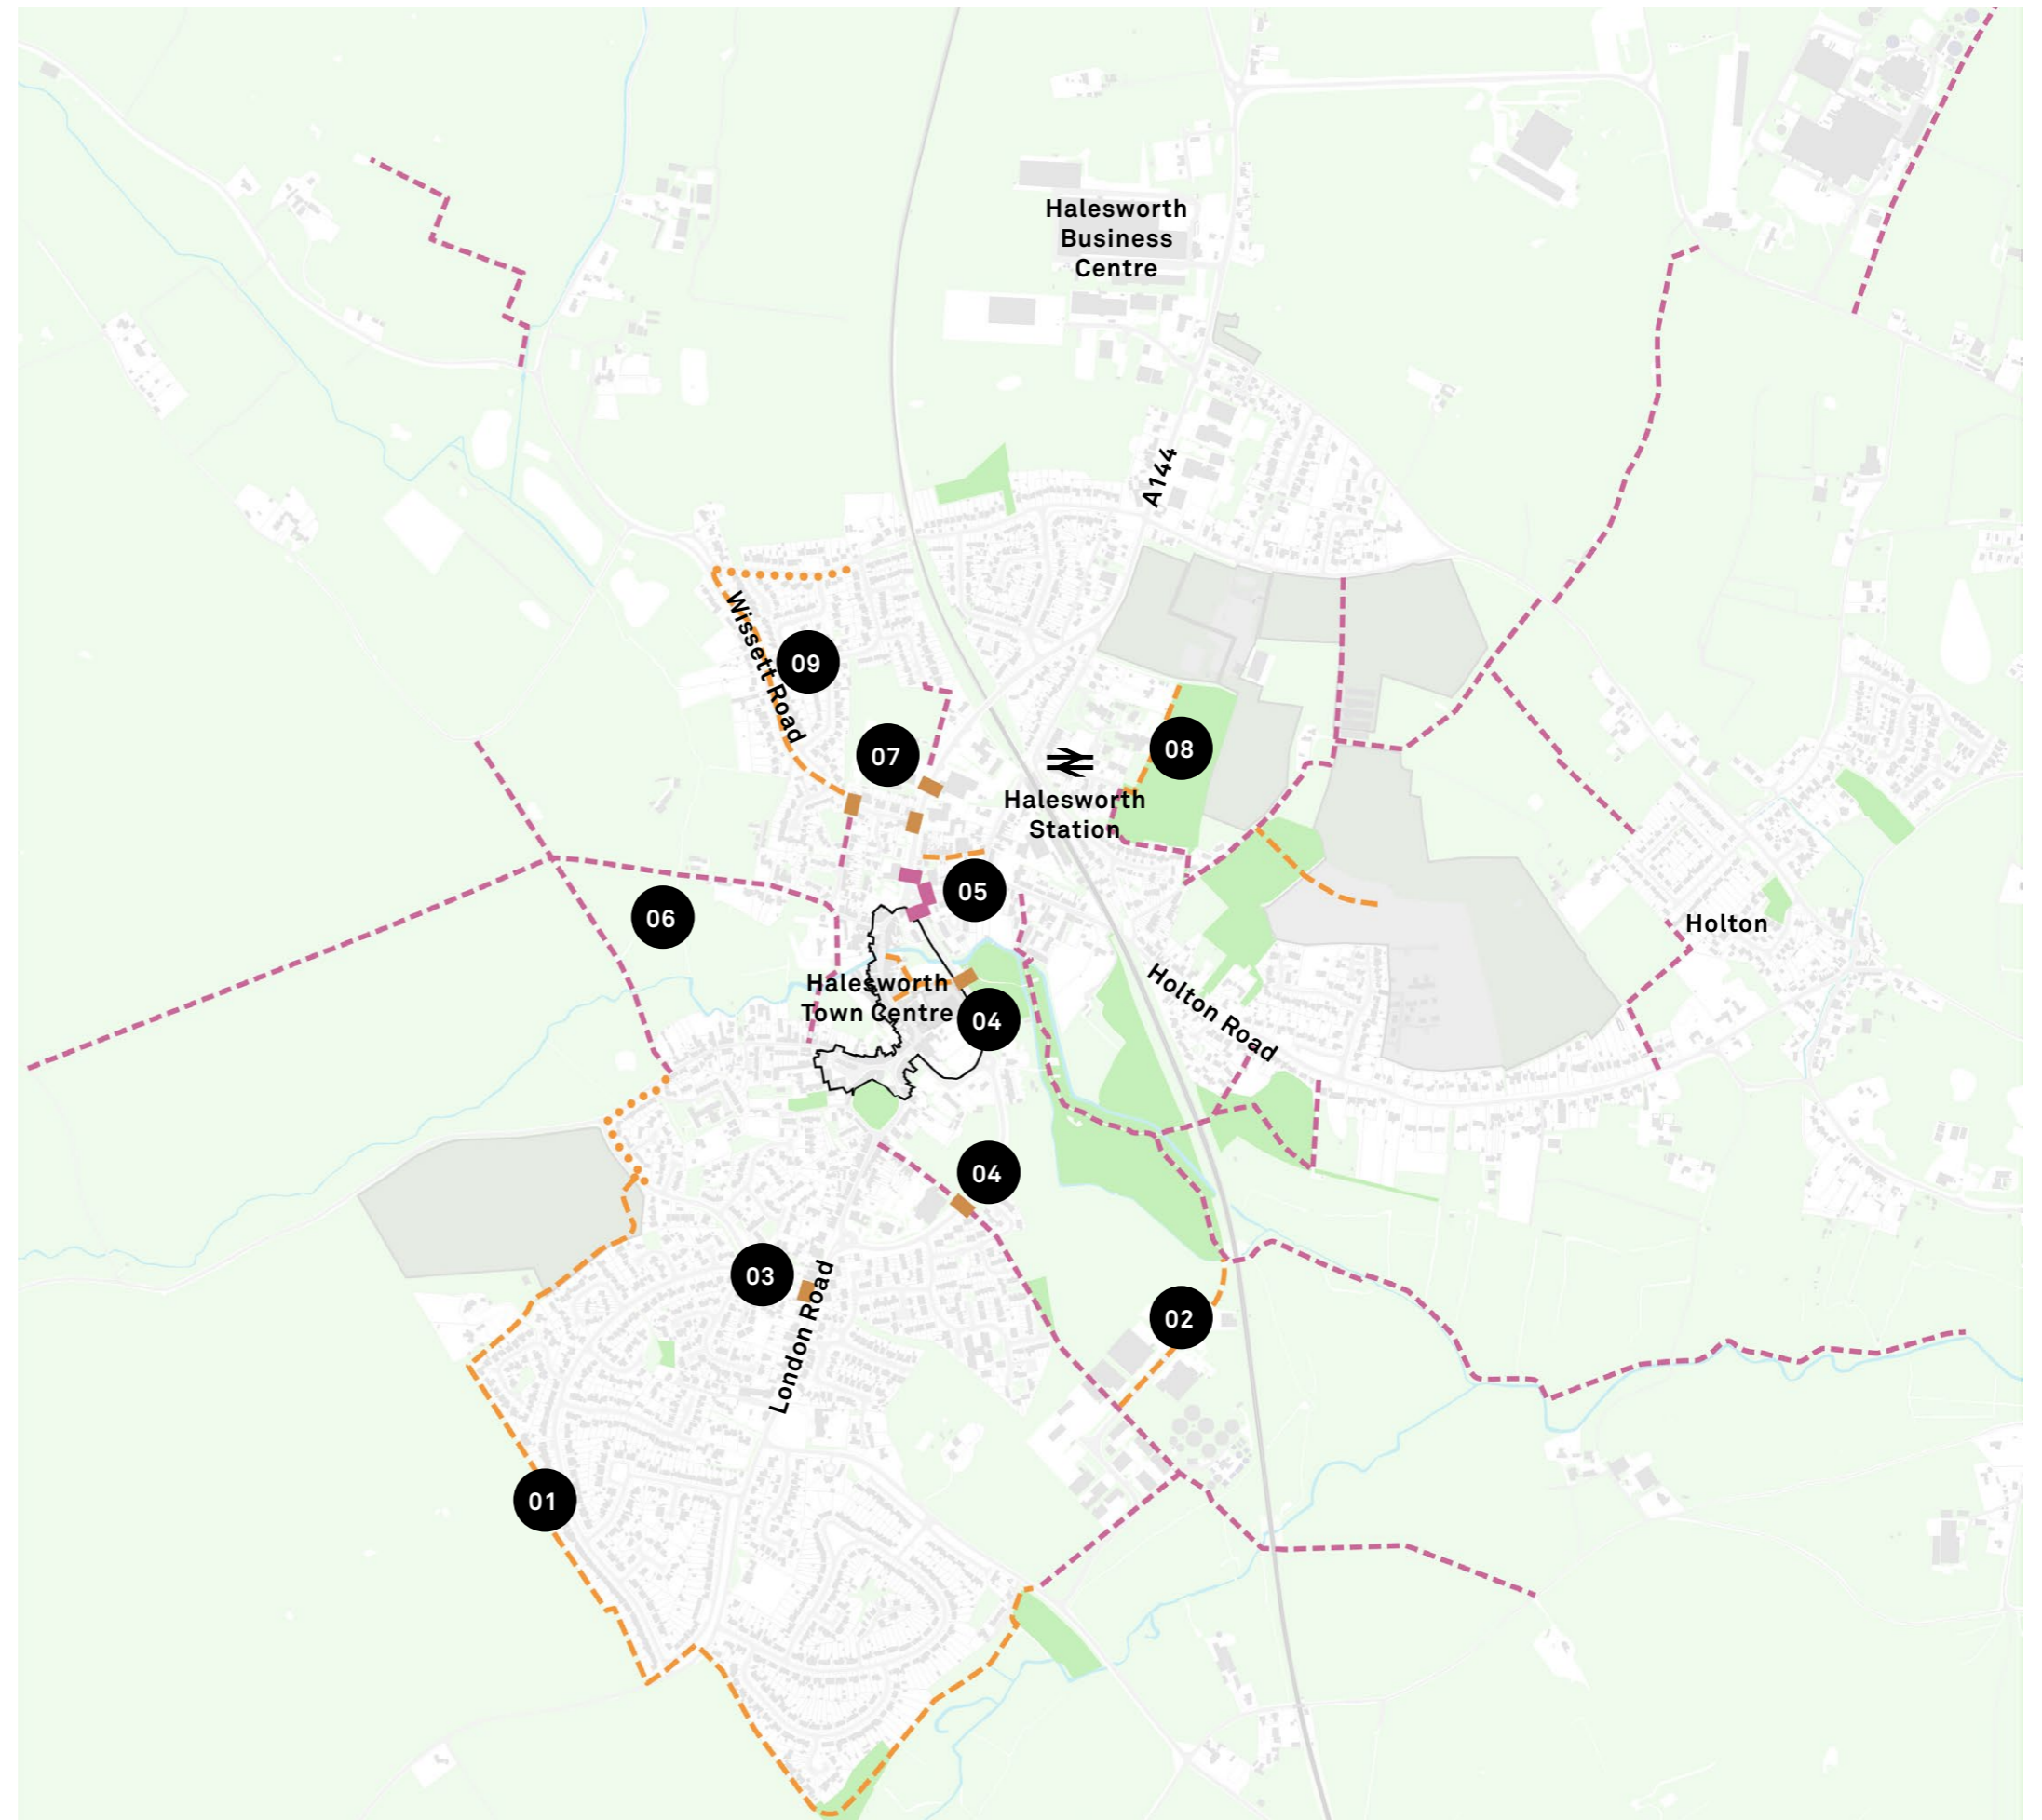 Halesworth
Business
Centre
A144
Wissett Road
09
07
08
Halesworth
Station
05
06
Holton
Halesworth
Town Centre
04
Holton Road
04
03
London Road
02
01